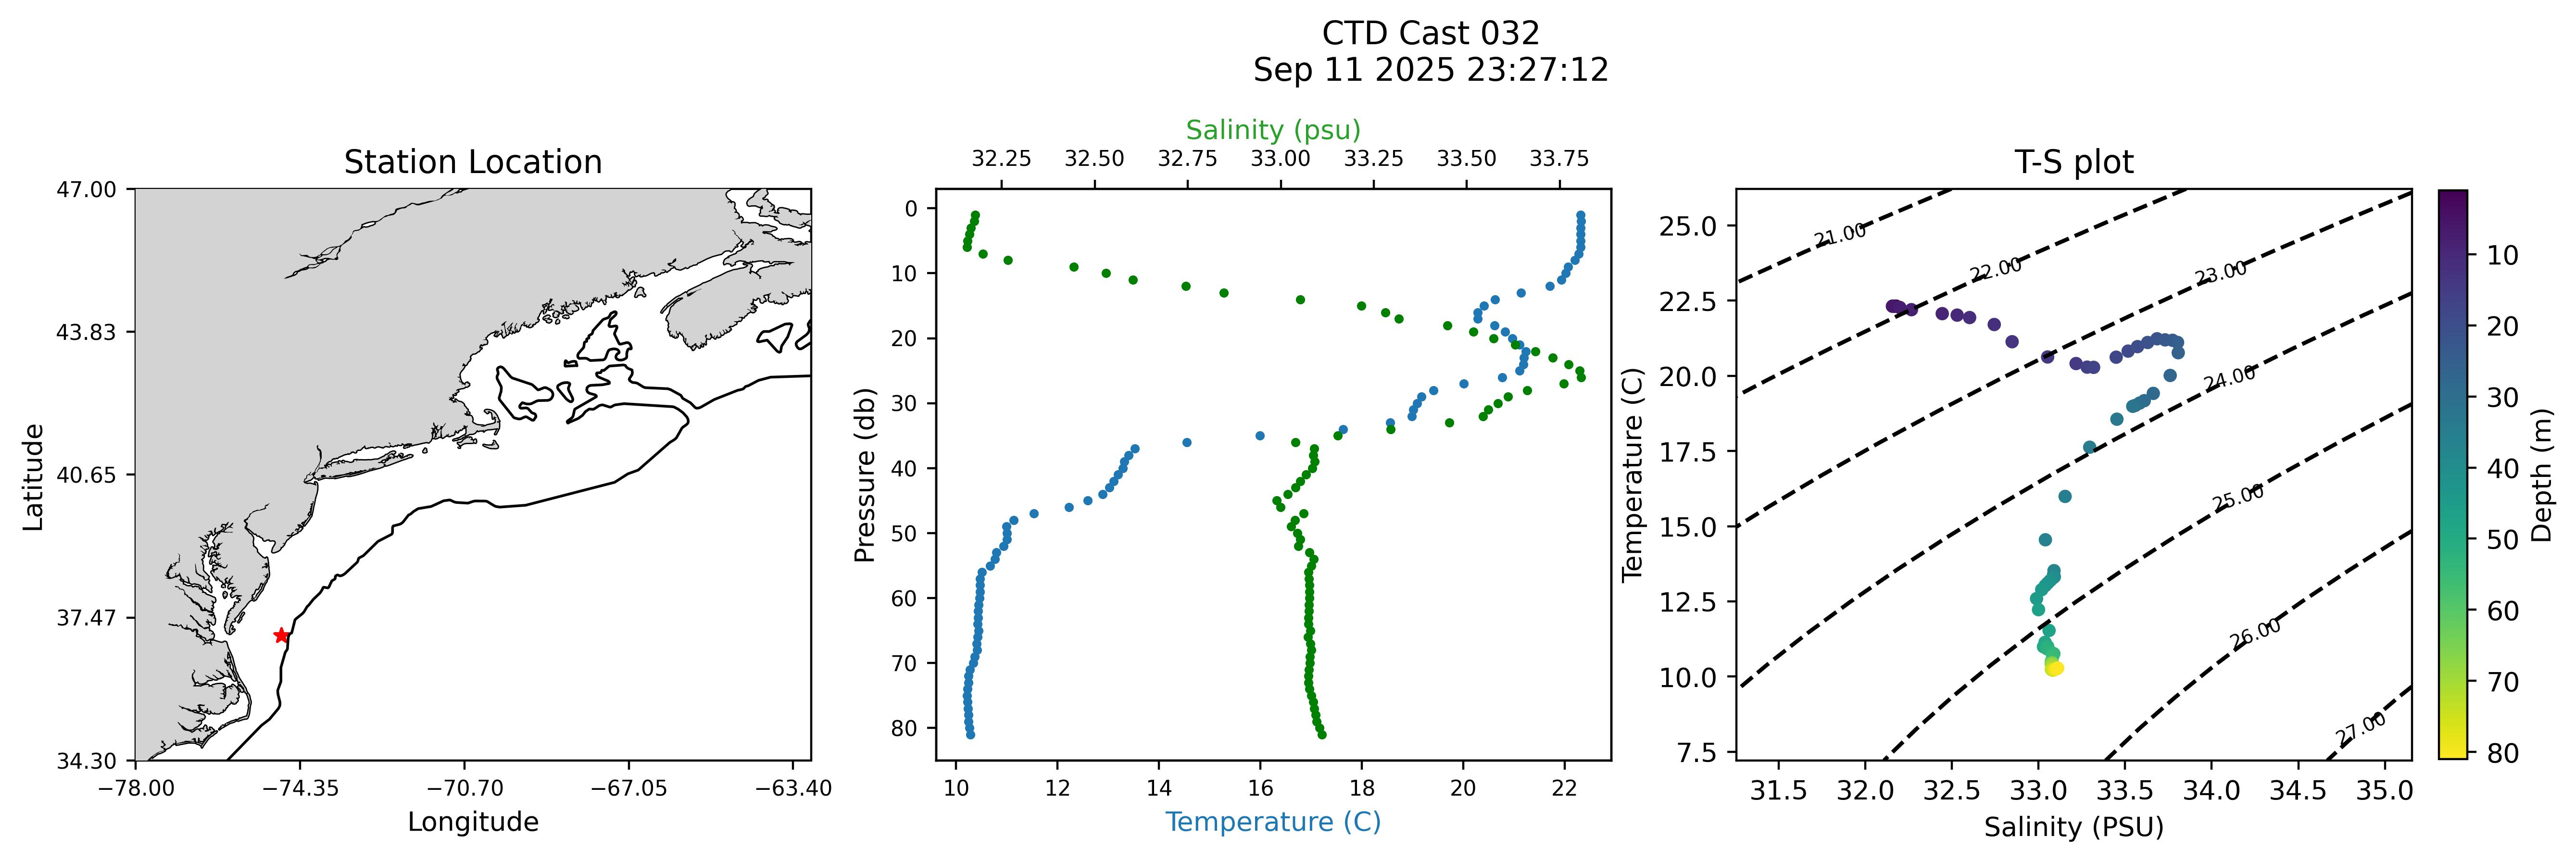 CTD Cast 032
Sep 11 2025 23:27:12
Station Location
47.00
43.83
40.65
37.47
34.30
Latitude
−78.00 −74.35 −70.70 −67.05 −63.40
Longitude
Salinity (psu)
32.25 32.50 32.75 33.00 33.25 33.50 33.75
0
10
20
30
40
50
60
70
80
Pressure (db)
10 12 14 16 18 20 22
Temperature (C)
T-S plot
25.0
22.5
20.0
17.5
15.0
12.5
10.0
7.5
Temperature (C)
21.00
22.00
23.00
24.00
25.00
26.00
27.00
31.5 32.0 32.5 33.0 33.5 34.0 34.5 35.0
Salinity (PSU)
10
20
30
40
50
60
70
80
Depth (m)